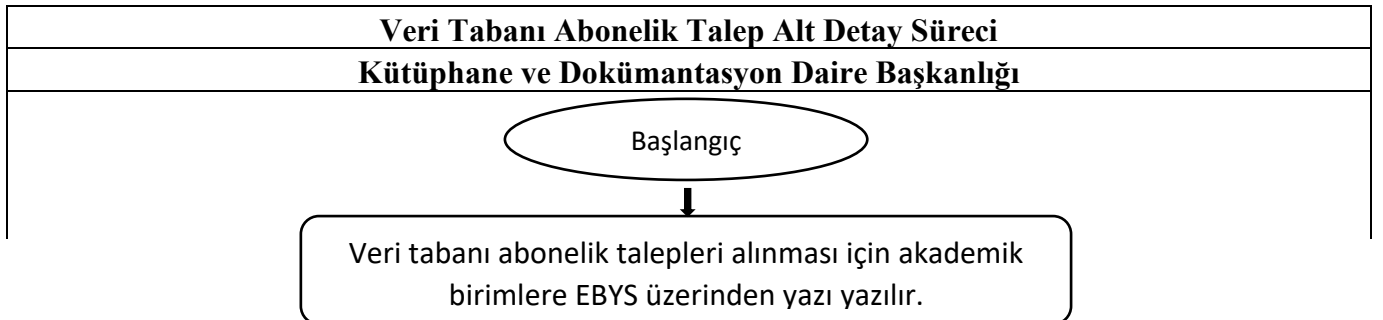 Veri Tabanı Abonelik Talep Alt Detay Süreci
Kütüphane ve Dokümantasyon Daire Başkanlığı
Başlangıç
Veri tabanı abonelik talepleri alınması için akademik
birimlere EBYS üzerinden yazı yazılır.